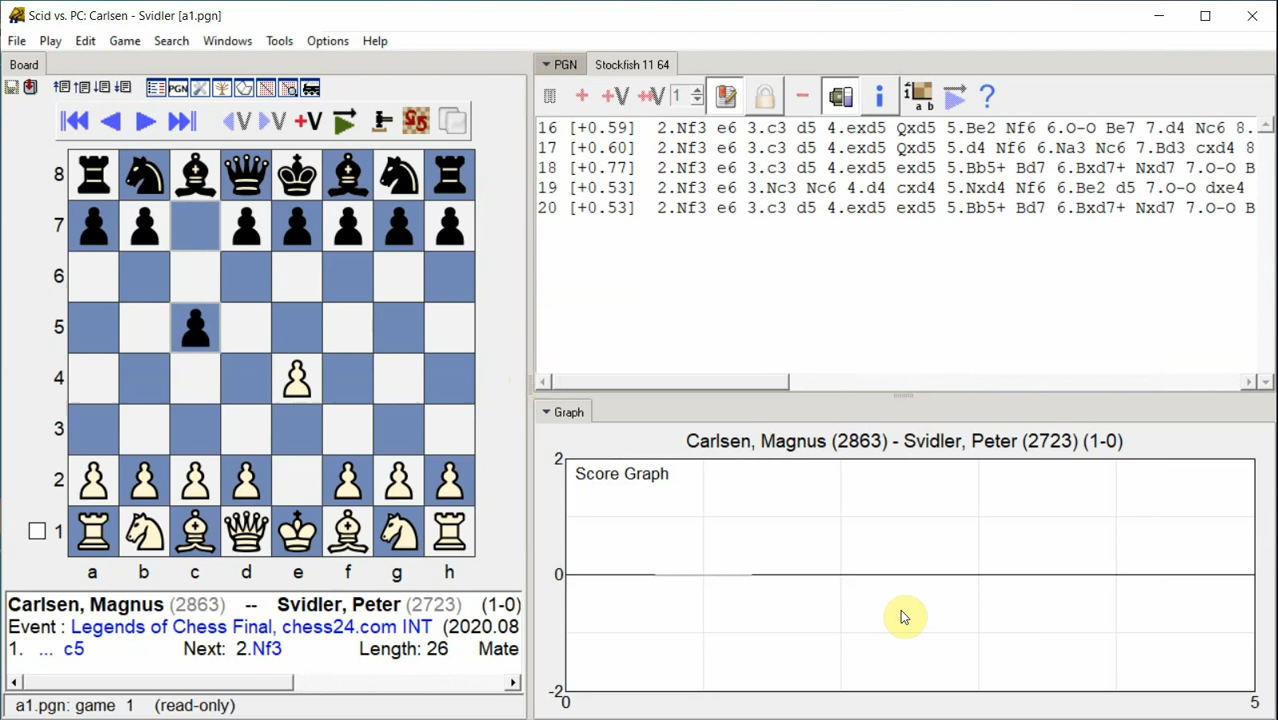 Scid vs. PC: Carlsen - Svidler [a1.pgn]
File Play Edit Game Search Windows Tools Options Help
Board
PGN
V V +V
8
7
6
5
4
3
2
1
a b c d e f g h
Carlsen, Magnus (2863) -- Svidler, Peter (2723) (1-0)
Event : Legends of Chess Final, chess24.com INT (2020.08
1. ... c5 Next: 2.Nf3 Length: 26 Mate
a1.pgn: game 1 (read-only)
PGN Stockfish 11 64
+ +V +V 1 − i i a b ?
16 [+0.59] 2.Nf3 e6 3.c3 d5 4.exd5 Qxd5 5.Be2 Nf6 6.O-O Be7 7.d4 Nc6 8.
17 [+0.60] 2.Nf3 e6 3.c3 d5 4.exd5 Qxd5 5.d4 Nf6 6.Na3 Nc6 7.Bd3 cxd4 8
18 [+0.77] 2.Nf3 e6 3.c3 d5 4.exd5 exd5 5.Bb5+ Bd7 6.Bxd7+ Nxd7 7.O-O B
19 [+0.53] 2.Nf3 e6 3.Nc3 Nc6 4.d4 cxd4 5.Nxd4 Nf6 6.Be2 d5 7.O-O dxe4
20 [+0.53] 2.Nf3 e6 3.c3 d5 4.exd5 exd5 5.Bb5+ Bd7 6.Bxd7+ Nxd7 7.O-O B
Graph
Carlsen, Magnus (2863) - Svidler, Peter (2723) (1-0)
Score Graph
2
0
-2
0 5